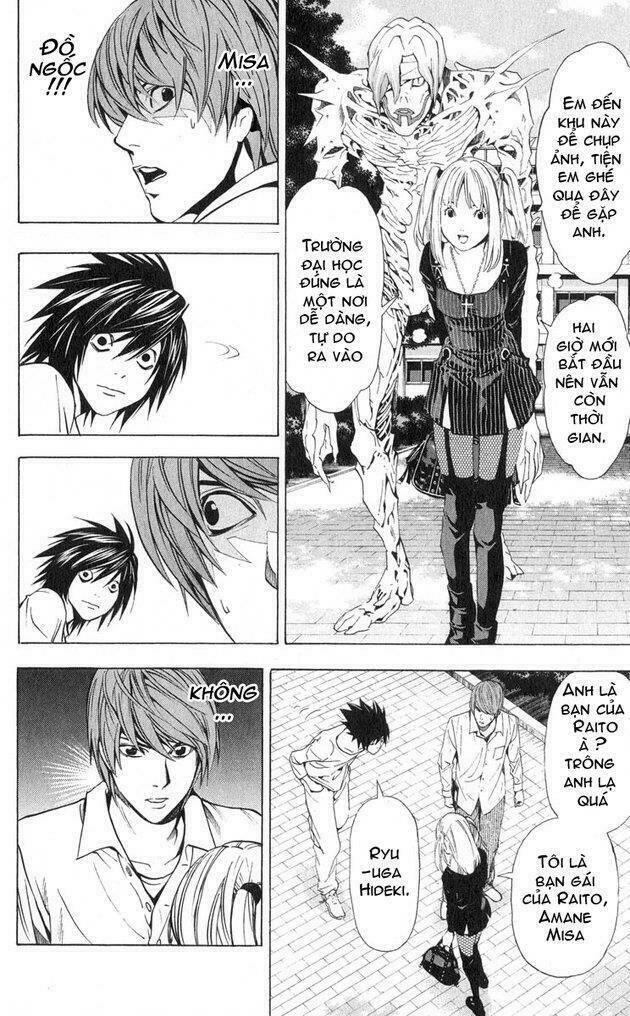 EM ĐẾN
KHU NÀY
ĐỂ CHỤP
ẢNH, TIỆN
EM GHÉ
QUA ĐÂY
ĐỂ GẶP
ANH.
HAI
GIỜ MỚI
BẮT ĐẦU
NÊN VẪN
CÒN
THỜI
GIAN.
TRƯỜNG
ĐẠI HỌC
ĐÚNG LÀ
MỘT NƠI
DỄ DÀNG,
TỰ DO
RA VÀO
MISA
...
ĐỒ
NGỐC
!!!
ANH LÀ
BẠN CỦA
RAITO
À ?
TRÔNG
ANH LẠ
QUÁ
TÔI LÀ
BẠN GÁI
CỦA RAITO,
AMANE
MISA
RYU
-UGA
HIDEKI.
KHÔNG
...